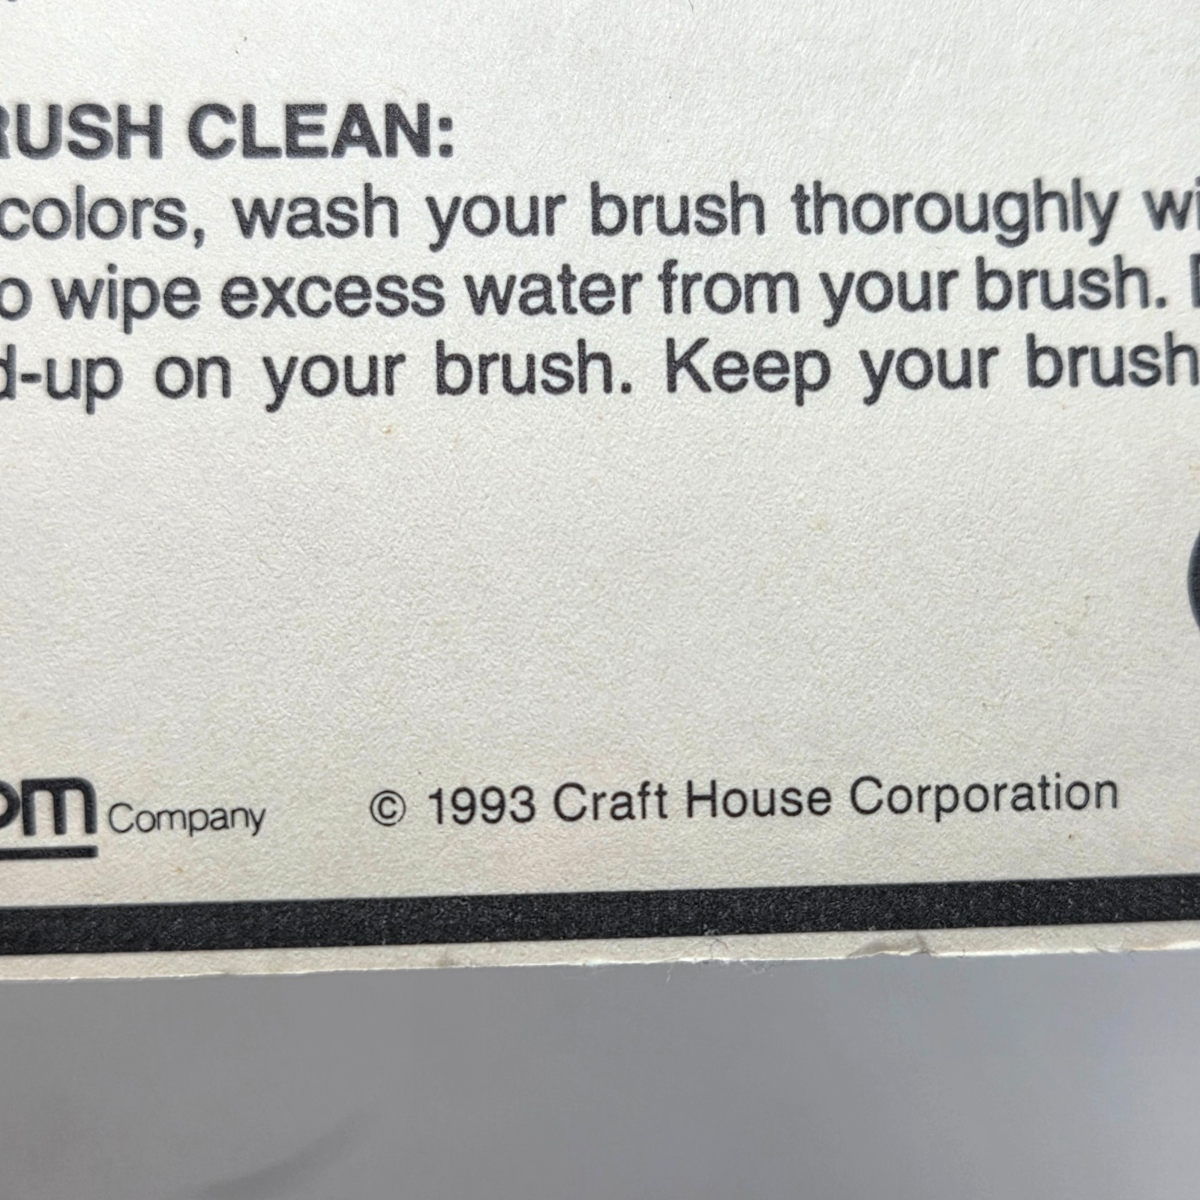 RUSH CLEAN:
colors, wash your brush thoroughly wi
o wipe excess water from your brush.
d-up on your brush. Keep your brush
om Company © 1993 Craft House Corporation